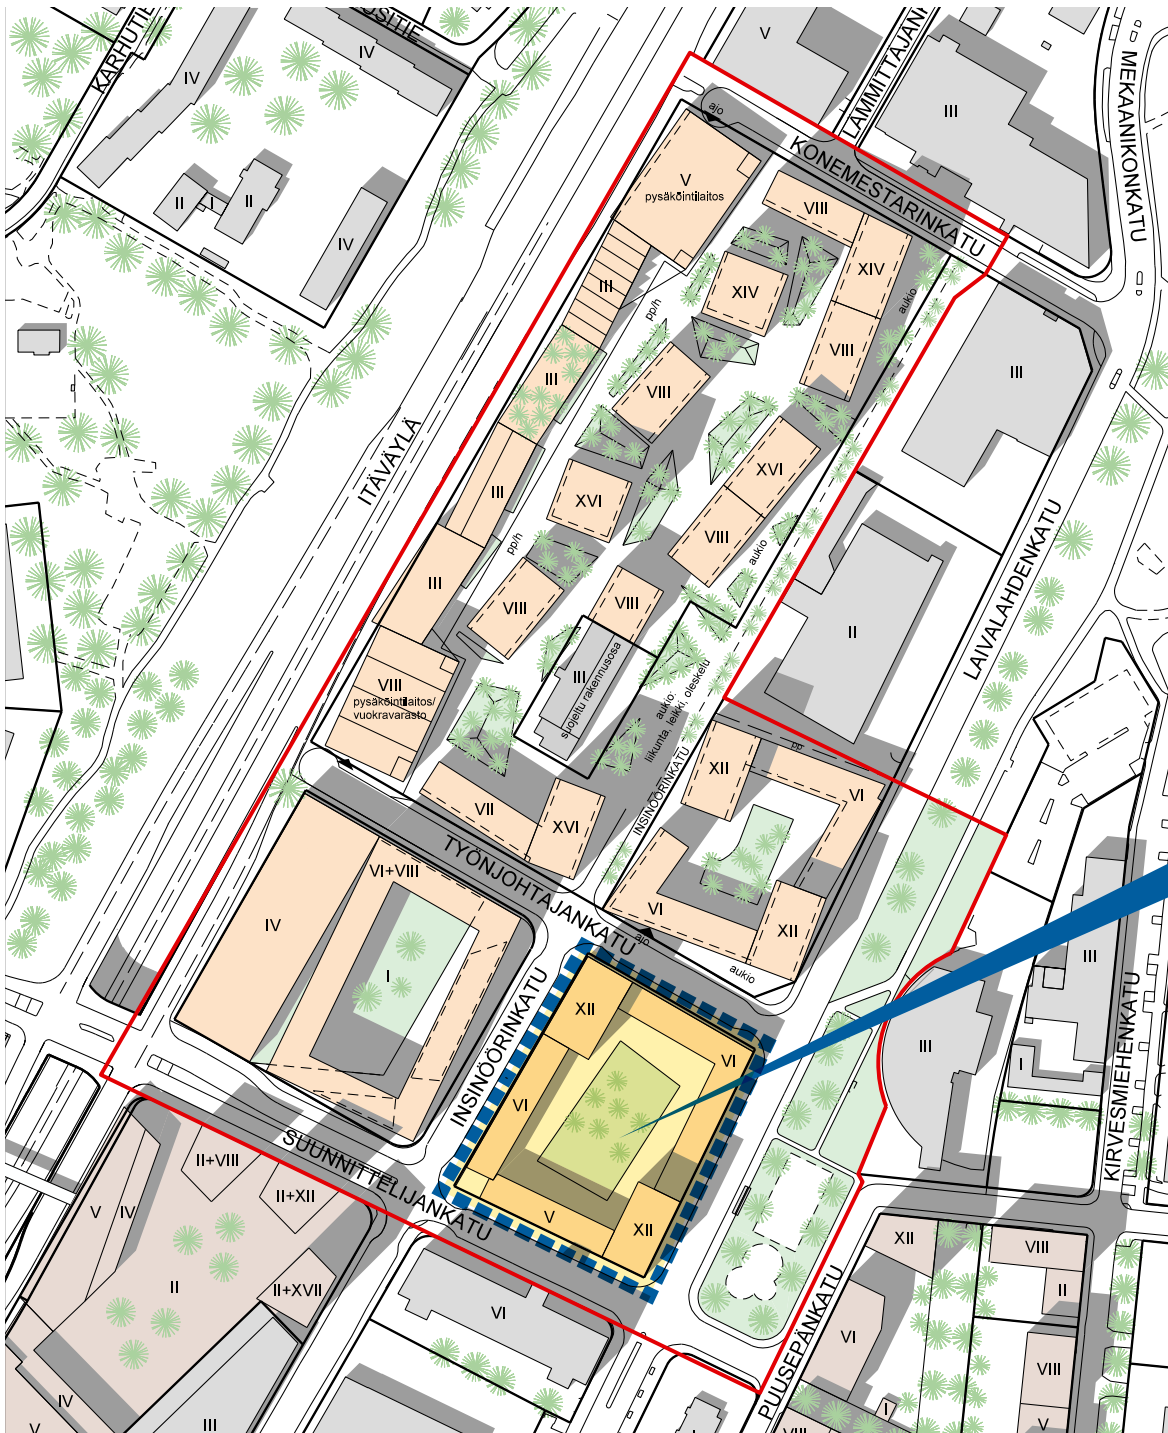 KARHUTIE
OSITIE
IV
V
LÄMMITTAJANK
III
MEKAANIKONKATU
IV
ajo
KONEMESTARINKATU
II
I
II
IV
V
pysäköintilaitos
VIII
XIV
III
XIV
aukio
pp/h
VIII
III
III
VIII
ITÄVÄYLÄ
XVI
III
XVI
VIII
pp/h
aukio
III
VIII
VIII
II
LAIVALAHDENKATU
III
suojeltu rakennusosa
VIII
pysäköintilaitos/
vuokravarasto
aukio:
liikunta, leikki, oleskelu
INSINÖÖRINKATU
pp
XII
VI
VII
XVI
TYÖNJOHTAJANKATU
VI+VIII
IV
VI
XII
ajo
aukio
I
III
INSINÖÖRINKATU
XII
VI
III
I
KIRVESMIEHENKATU
VI
SUUNNITTELIJANKATU
II+VIII
II+XII
V
IV
V
XII
XII
VIII
II
II
II+XVII
VI
PUUSEPÄNKATU
VI
VIII
IV
V
III
I
I
VIII
V